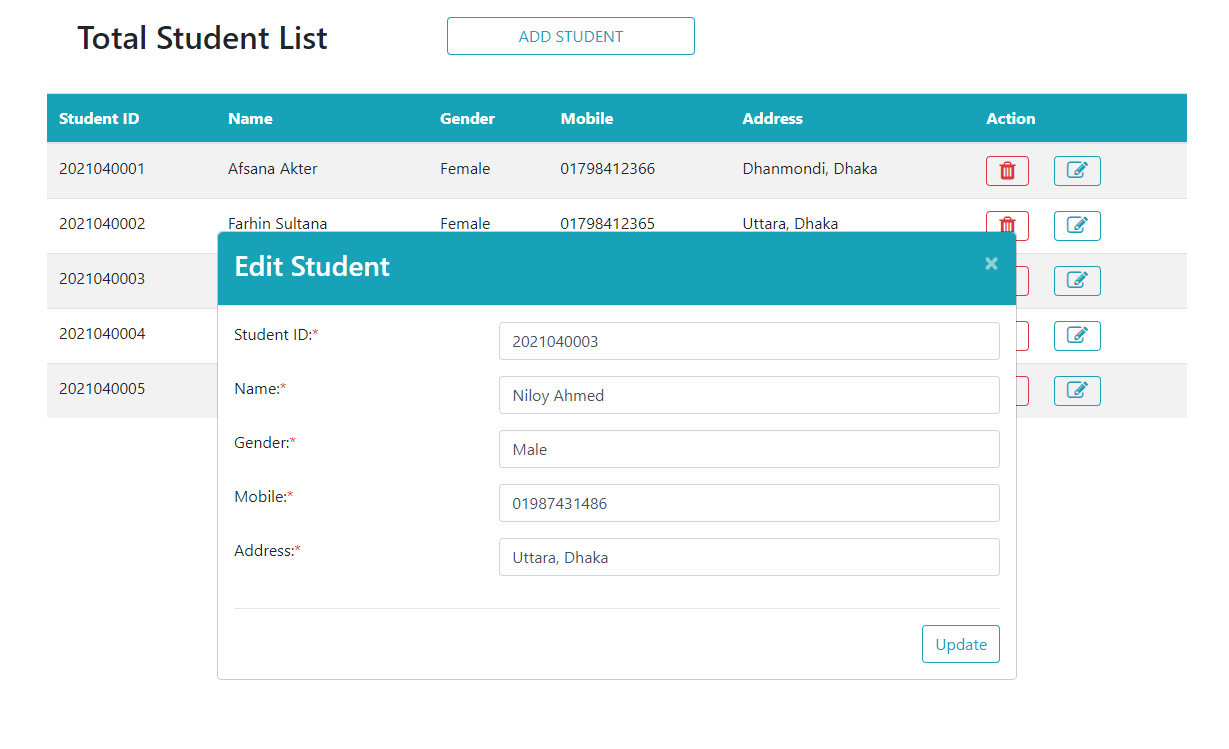 Total Student List
ADD STUDENT
Student ID Name Gender Mobile Address Action
2021040001 Afsana Akter Female 01798412366 Dhanmondi, Dhaka
2021040002 Farhin Sultana Female 01798412365 Uttara, Dhaka
2021040003
2021040004
2021040005
Edit Student ×
Student ID:* 2021040003
Name:* Niloy Ahmed
Gender:* Male
Mobile:* 01987431486
Address:* Uttara, Dhaka
Update